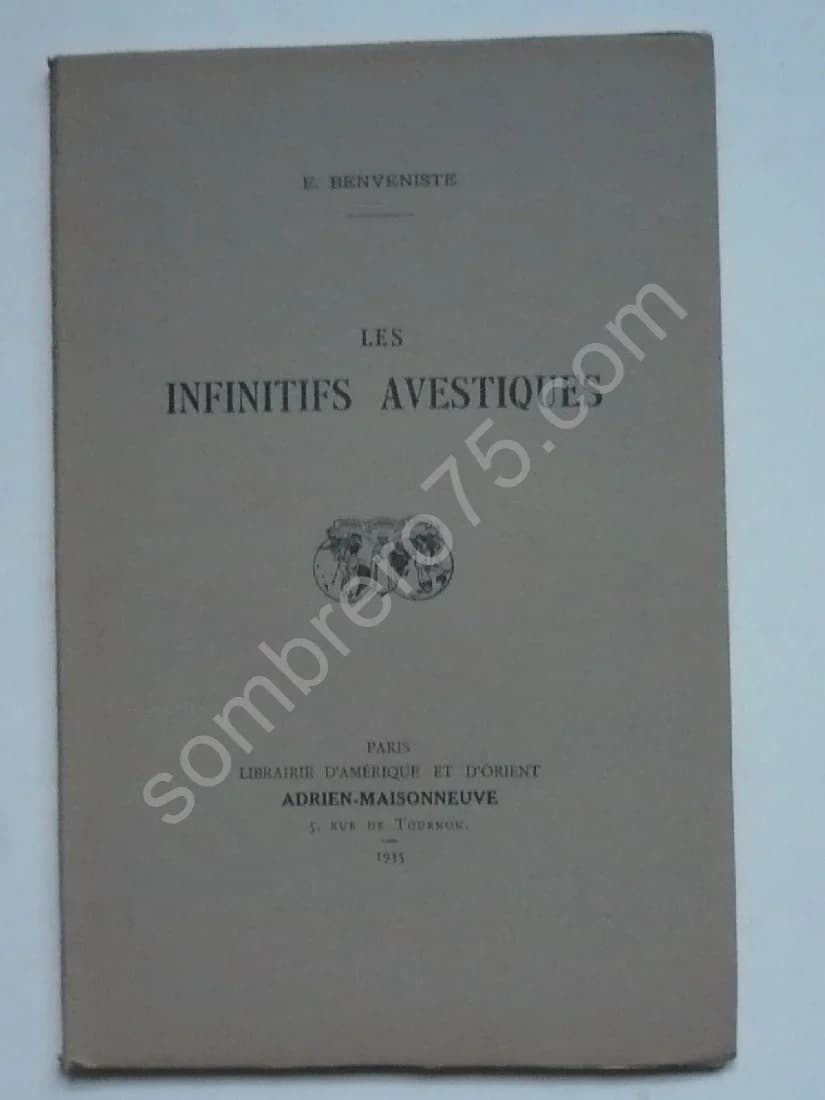 E. BENVENISTE
LES
INFINITIFS AVESTIQUES
PARIS
LIBRAIRIE D'AMÉRIQUE ET D'ORIENT
ADRIEN-MAISONNEUVE
5, RUE DE TOURNON.
1935
sombrero75.com